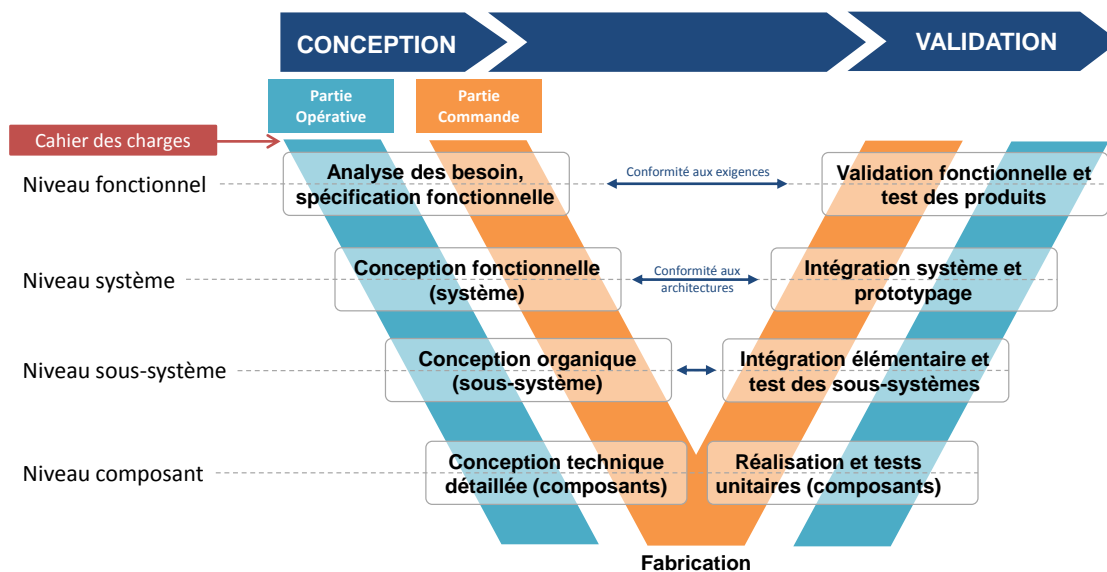 CONCEPTION
VALIDATION
Partie
Opérative
Partie
Commande
Cahier des charges
Niveau fonctionnel
Analyse des besoin,
spécification fonctionnelle
Conformité aux exigences
Validation fonctionnelle et
test des produits
Niveau système
Conception fonctionnelle
(système)
Conformité aux
architectures
Intégration système et
prototypage
Niveau sous-système
Conception organique
(sous-système)
Intégration élémentaire et
test des sous-systèmes
Niveau composant
Conception technique
détaillée (composants)
Réalisation et tests
unitaires (composants)
Fabrication